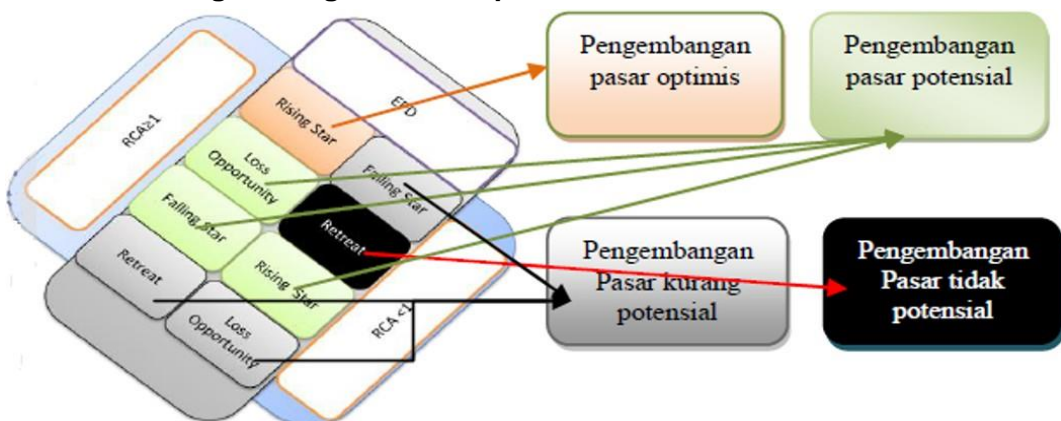 Pengembangan
pasar optimis
Pengembangan
pasar potensial
EPD
RCA≥1
Rising Star
Loss
Opportunity
Falling Star
Falling Star
Retreat
Retreat
Rising Star
Loss
Opportunity
RCA <1
Pengembangan
Pasar kurang
potensial
Pengembangan
Pasar tidak
potensial